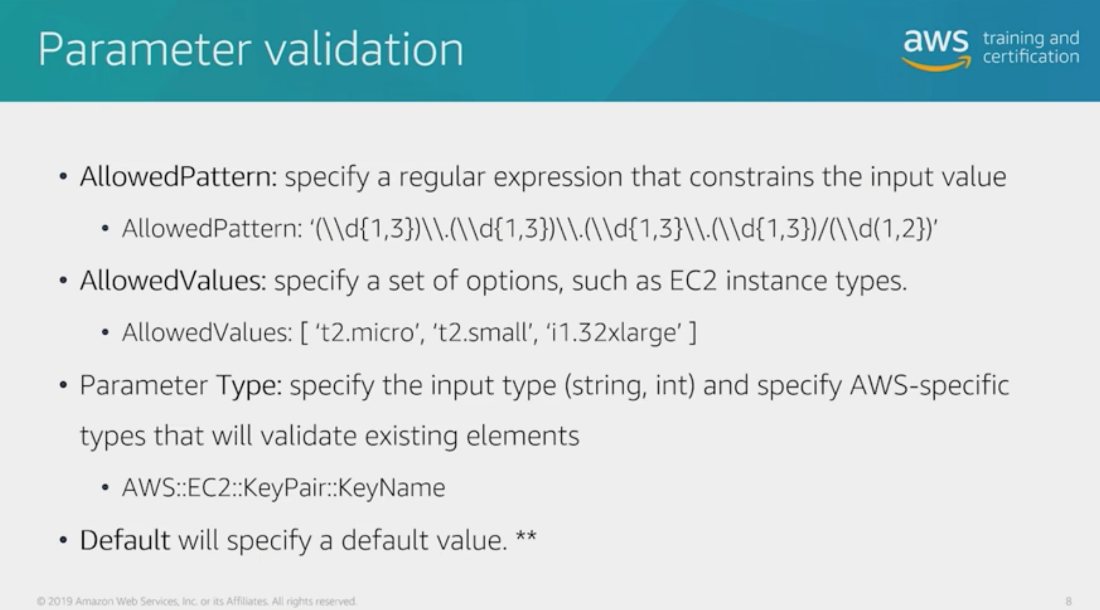 Parameter validation
aws training and certification
• AllowedPattern: specify a regular expression that constrains the input value
• AllowedPattern: ‘(\\d{1,3})\\.(\\d{1,3})\\.(\\d{1,3}\\.(\\d{1,3})/(\\d(1,2})’
• AllowedValues: specify a set of options, such as EC2 instance types.
• AllowedValues: [ ‘t2.micro’, ‘t2.small’, ‘i1.32xlarge’ ]
• Parameter Type: specify the input type (string, int) and specify AWS-specific
types that will validate existing elements
• AWS::EC2::KeyPair::KeyName
• Default will specify a default value. **
© 2019 Amazon Web Services, Inc. or its Affiliates. All rights reserved.
8